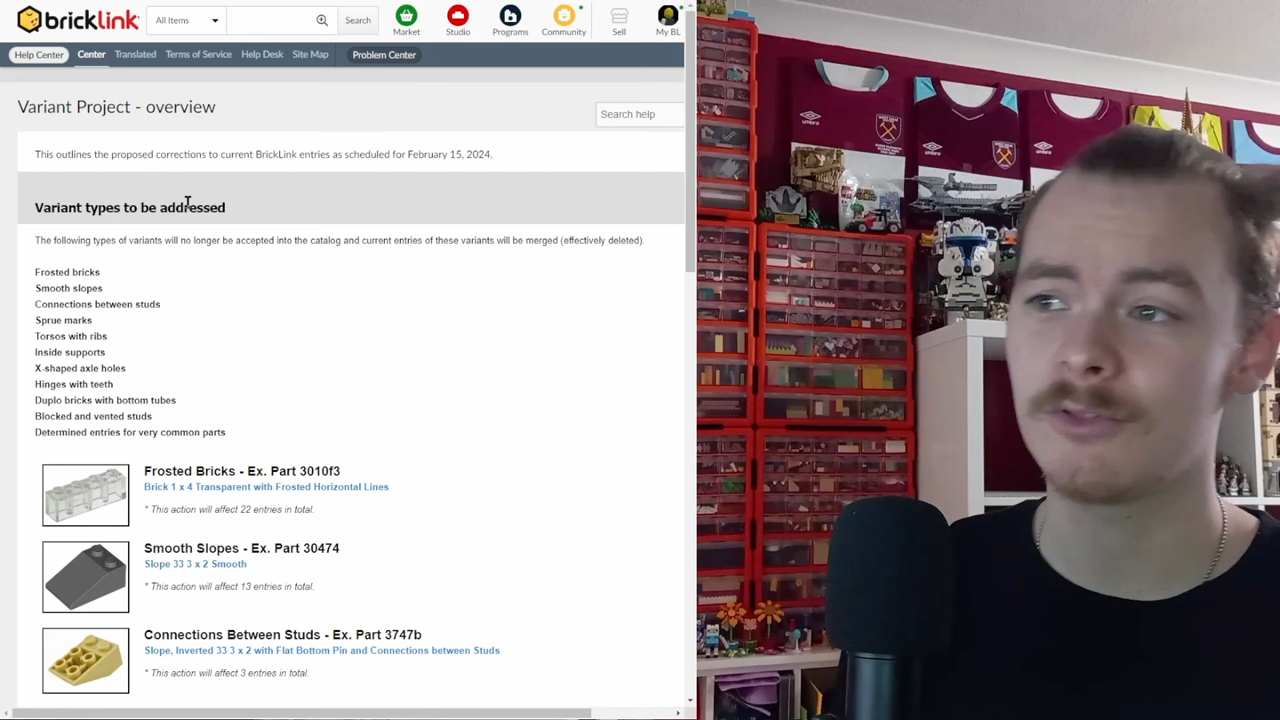 bricklink
All Items
Search
Market
Studio
Programs
Community
Sell
My BL
Help Center
Center
Translated
Terms of Service
Help Desk
Site Map
Problem Center
Variant Project - overview
Search help
This outlines the proposed corrections to current BrickLink entries as scheduled for February 15, 2024.
Variant types to be addressed
The following types of variants will no longer be accepted into the catalog and current entries of these variants will be merged (effectively deleted).
Frosted bricks
Smooth slopes
Connections between studs
Sprue marks
Torsos with ribs
Inside supports
X-shaped axle holes
Hinges with teeth
Duplo bricks with bottom tubes
Blocked and vented studs
Determined entries for very common parts
Frosted Bricks - Ex. Part 3010f3
Brick 1 x 4 Transparent with Frosted Horizontal Lines
* This action will affect 22 entries in total.
Smooth Slopes - Ex. Part 30474
Slope 33 3 x 2 Smooth
* This action will affect 13 entries in total.
Connections Between Studs - Ex. Part 3747b
Slope, Inverted 33 3 x 2 with Flat Bottom Pin and Connections between Studs
* This action will affect 3 entries in total.
umbro
umbro
umbro